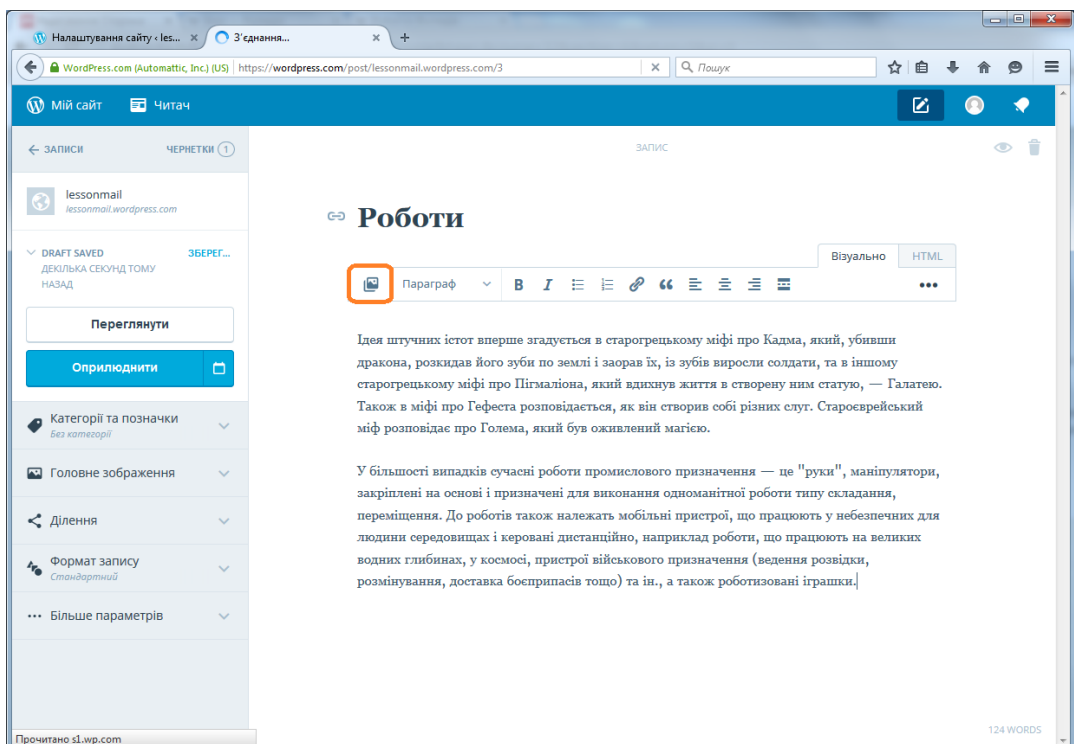 Налаштування сайту ‹ les...
З'єднання...
WordPress.com (Automattic, Inc.) (US)
https://wordpress.com/post/lessonmail.wordpress.com/3
Пошук
Мій сайт
Читач
ЗАПИСИ
ЧЕРНЕТКИ 1
ЗАПИС
lessonmail
lessonmail.wordpress.com
DRAFT SAVED
ЗБЕРЕГ...
ДЕКІЛЬКА СЕКУНД ТОМУ
НАЗАД
Переглянути
Оприлюднити
Категорії та позначки
Без категорії
Головне зображення
Ділення
Формат запису
Стандартний
Більше параметрів
Роботи
Візуально
HTML
Параграф
B I
Ідея штучних істот вперше згадується в старогрецькому міфі про Кадма, який, убивши
дракона, розкидав його зуби по землі і заорав їх, із зубів виросли солдати, та в іншому
старогрецькому міфі про Пігмаліона, який вдихнув життя в створену ним статую, — Галатею.
Також в міфі про Гефеста розповідається, як він створив собі різних слуг. Староєврейський
міф розповідає про Голема, який був оживлений магією.
У більшості випадків сучасні роботи промислового призначення — це "руки", маніпулятори,
закріплені на основі і призначені для виконання одноманітної роботи типу складання,
переміщення. До роботів також належать мобільні пристрої, що працюють у небезпечних для
людини середовищах і керовані дистанційно, наприклад роботи, що працюють на великих
водних глибинах, у космосі, пристрої військового призначення (ведення розвідки,
розмінування, доставка боєприпасів тощо) та ін., а також роботизовані іграшки.
124 WORDS
Прочитано s1.wp.com